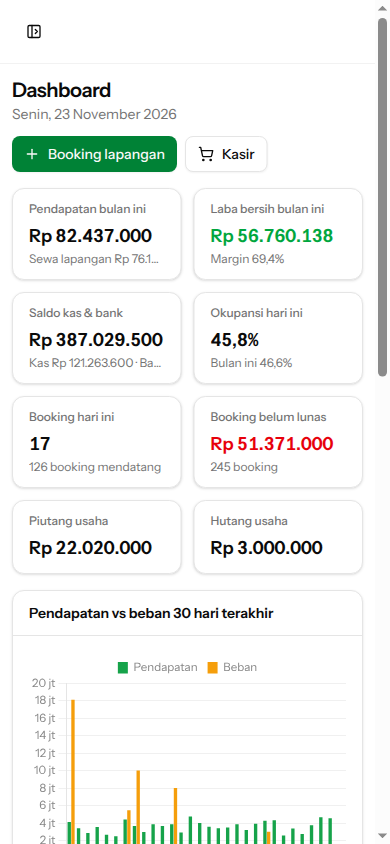 Dashboard
Senin, 23 November 2026
Booking lapangan
Kasir
Pendapatan bulan ini
Rp 82.437.000
Sewa lapangan Rp 76.1...
Laba bersih bulan ini
Rp 56.760.138
Margin 69,4%
Saldo kas & bank
Rp 387.029.500
Kas Rp 121.263.600 · Ba...
Okupansi hari ini
45,8%
Bulan ini 46,6%
Booking hari ini
17
126 booking mendatang
Booking belum lunas
Rp 51.371.000
245 booking
Piutang usaha
Rp 22.020.000
Hutang usaha
Rp 3.000.000
Pendapatan vs beban 30 hari terakhir
Pendapatan
Beban
20 jt
18 jt
16 jt
14 jt
12 jt
10 jt
8 jt
6 jt
4 jt
2 jt